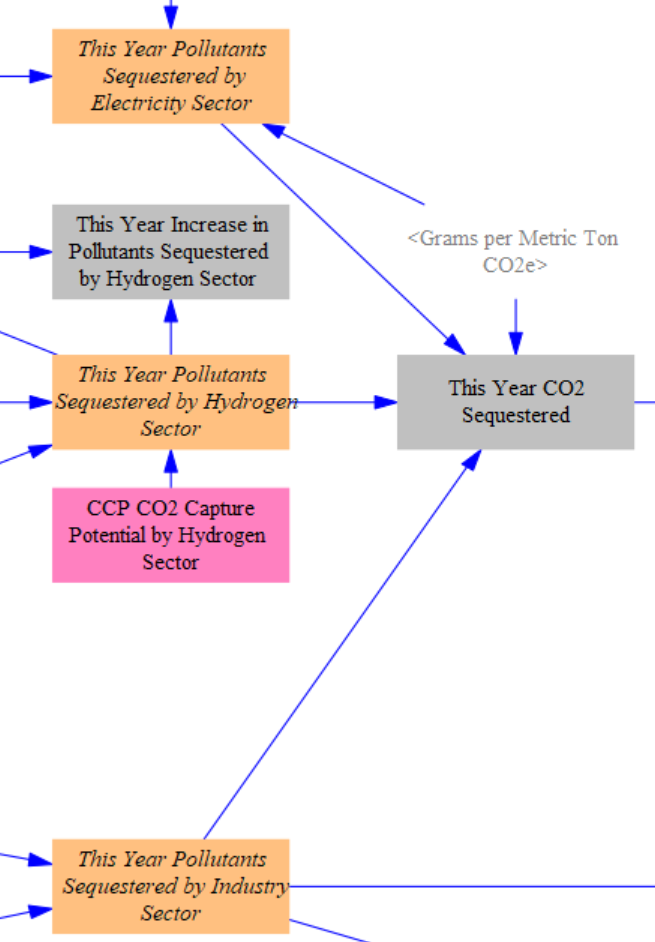 This Year Pollutants
Sequestered by
Electricity Sector
This Year Increase in
Pollutants Sequestered
by Hydrogen Sector
<Grams per Metric Ton
CO2e>
This Year Pollutants
Sequestered by Hydrogen
Sector
This Year CO2
Sequestered
CCP CO2 Capture
Potential by Hydrogen
Sector
This Year Pollutants
Sequestered by Industry
Sector